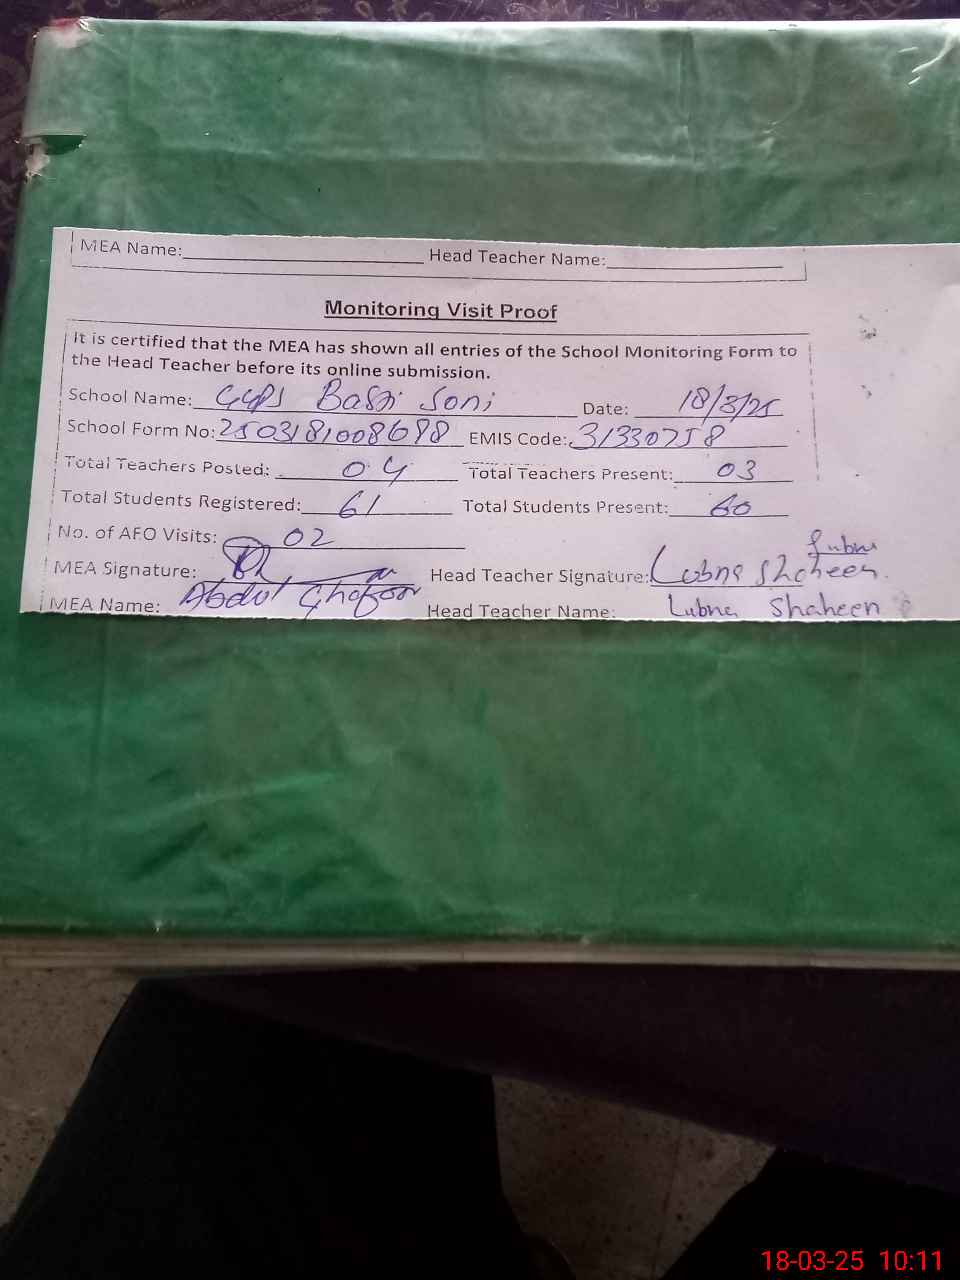 MEA Name:____________ Head Teacher Name:____________
Monitoring Visit Proof
It is certified that the MEA has shown all entries of the School Monitoring Form to
the Head Teacher before its online submission.
School Name: GGPS Basti Soni Date: 18/3/25
School Form No: EMIS Code: 31330758
Total Teachers Posted: 04 Total Teachers Present: 03
Total Students Registered: 61 Total Students Present: 60
No. of AEO Visits: 02
Lubna
MEA Signature: Head Teacher Signature: Lubna Shaheen
MEA Name: Abdul Ghafoor Head Teacher Name: Lubna Shaheen
18-03-25 10:11